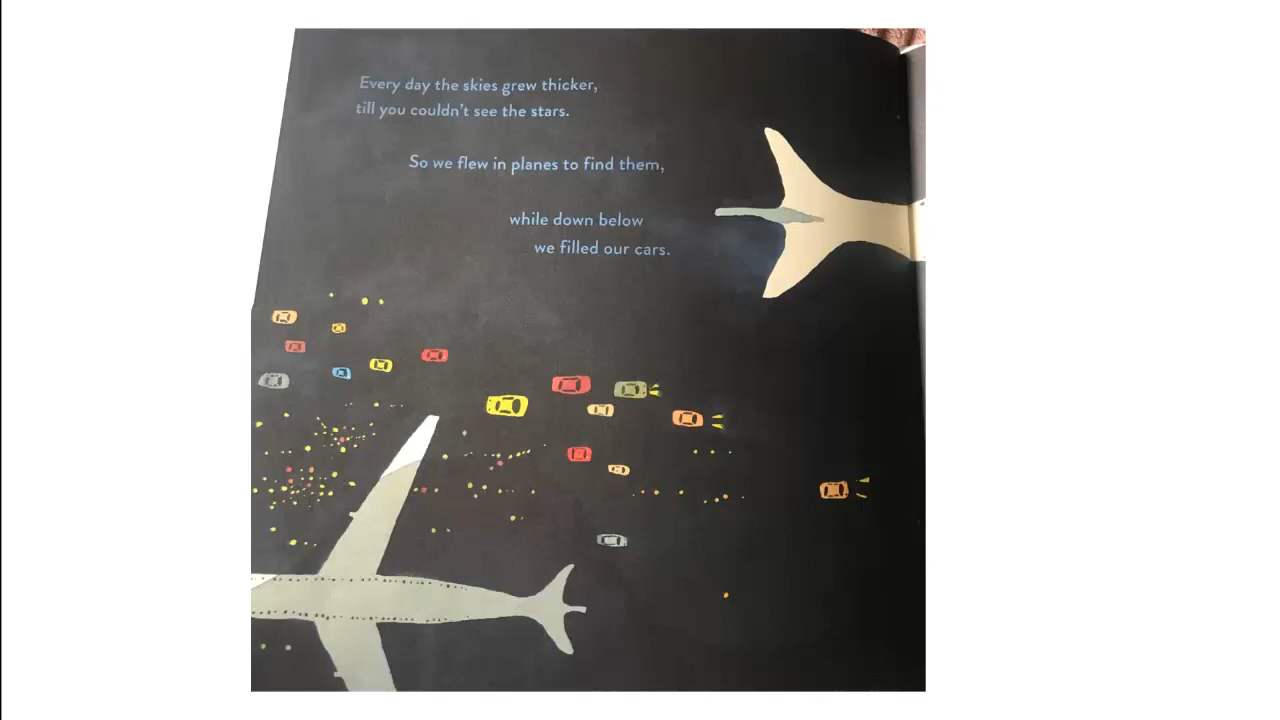 Every day the skies grew thicker,
till you couldn't see the stars.
So we flew in planes to find them,
while down below
we filled our cars.